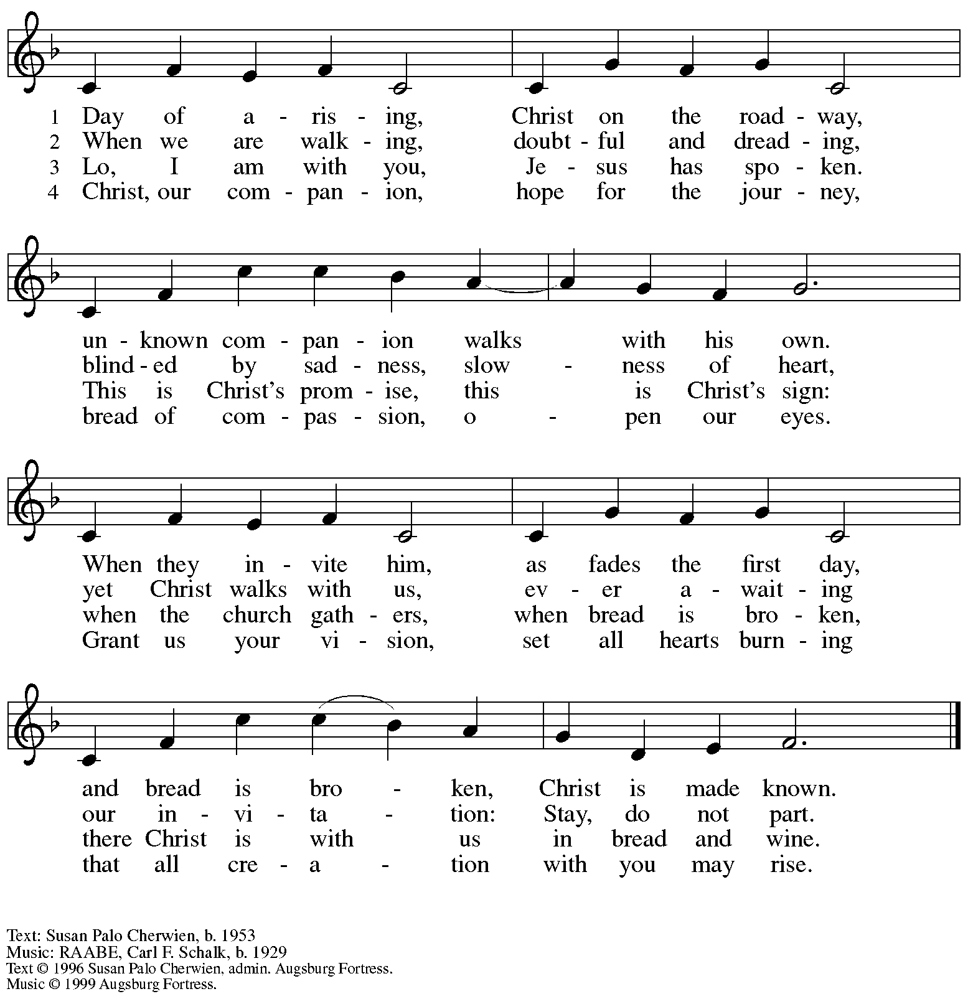 1 Day of a - ris - ing, Christ on the road - way,
2 When we are walk - ing, doubt - ful and dread - ing,
3 Lo, I am with you, Je - sus has spo - ken.
4 Christ, our com - pan - ion, hope for the jour - ney,
un - known com - pan - ion walks with his own.
blind - ed by sad - ness, slow - ness of heart,
This is Christ's prom - ise, this is Christ's sign:
bread of com - pas - sion, o - pen our eyes.
When they in - vite him, as fades the first day,
yet Christ walks with us, ev - er a - wait - ing
when the church gath - ers, when bread is bro - ken,
Grant us your vi - sion, set all hearts burn - ing
and bread is bro - ken, Christ is made known.
our in - vi - ta - tion: Stay, do not part.
there Christ is with us in bread and wine.
that all cre - a - tion with you may rise.
Text: Susan Palo Cherwien, b. 1953
Music: RAABE, Carl F. Schalk, b. 1929
Text © 1996 Susan Palo Cherwien, admin. Augsburg Fortress.
Music © 1999 Augsburg Fortress.